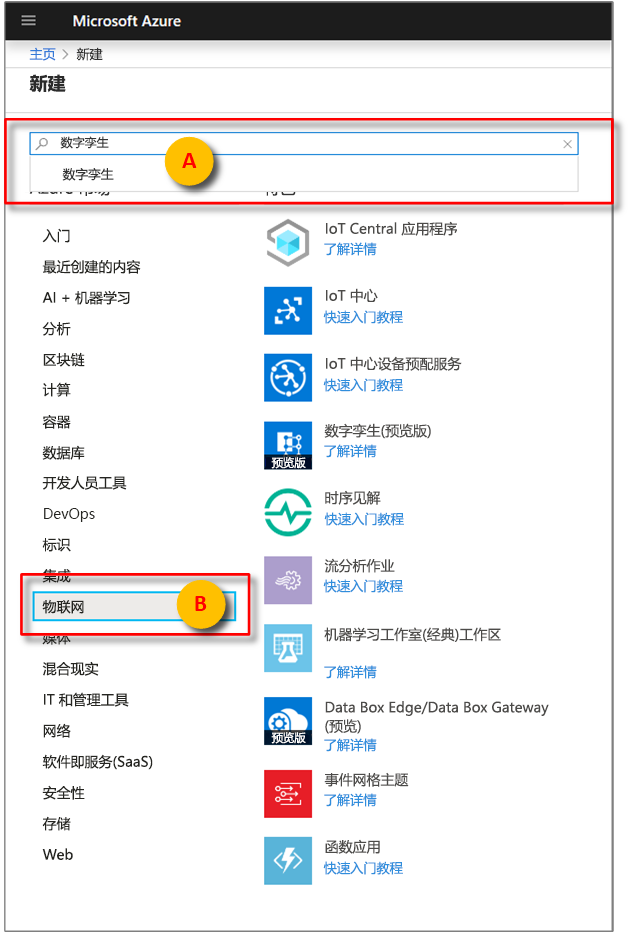 Microsoft Azure
主页 > 新建
新建
数字孪生
A
数字孪生
Azure 市场
特色
入门
最近创建的内容
AI + 机器学习
分析
区块链
计算
容器
数据库
开发人员工具
DevOps
标识
集成
物联网
B
媒体
混合现实
IT 和管理工具
网络
软件即服务(SaaS)
安全性
存储
Web
IoT Central 应用程序
了解详情
IoT 中心
快速入门教程
IoT 中心设备预配服务
快速入门教程
预览版
数字孪生(预览版)
了解详情
时序见解
快速入门教程
流分析作业
快速入门教程
机器学习工作室(经典)工作区
了解详情
预览版
Data Box Edge/Data Box Gateway
(预览)
了解详情
事件网格主题
了解详情
函数应用
快速入门教程